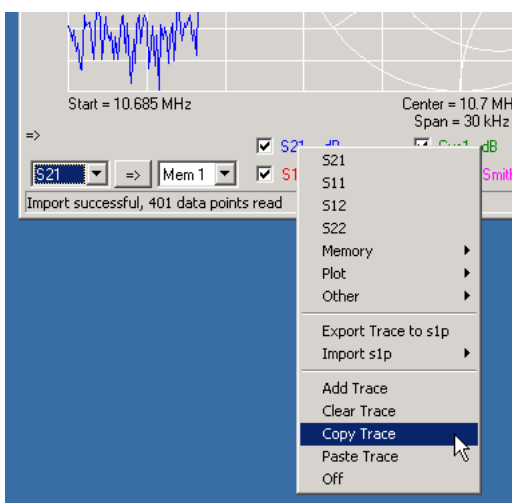 Start = 10.685 MHz
Center = 10.7 MH
Span = 30 kHz
=>
S21 dB
dB
S21
=>
Mem 1
S1
Smith
Import successful, 401 data points read
S21
S11
S12
S22
Memory
Plot
Other
Export Trace to s1p
Import s1p
Add Trace
Clear Trace
Copy Trace
Paste Trace
Off